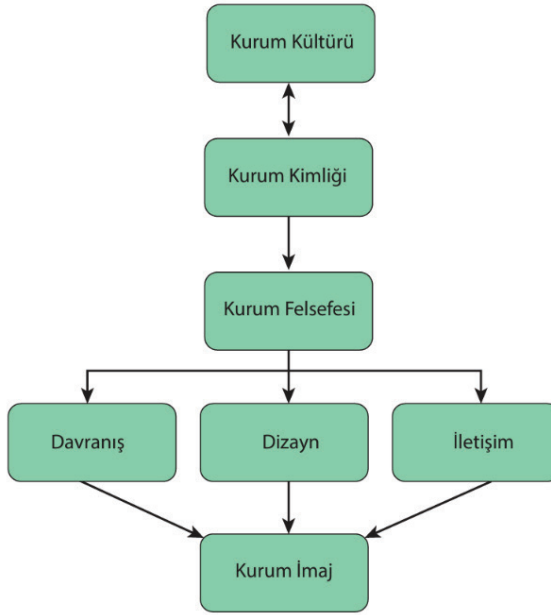 Kurum Kültürü
Kurum Kimliği
Kurum Felsefesi
Davranış
Dizayn
İletişim
Kurum İmaj